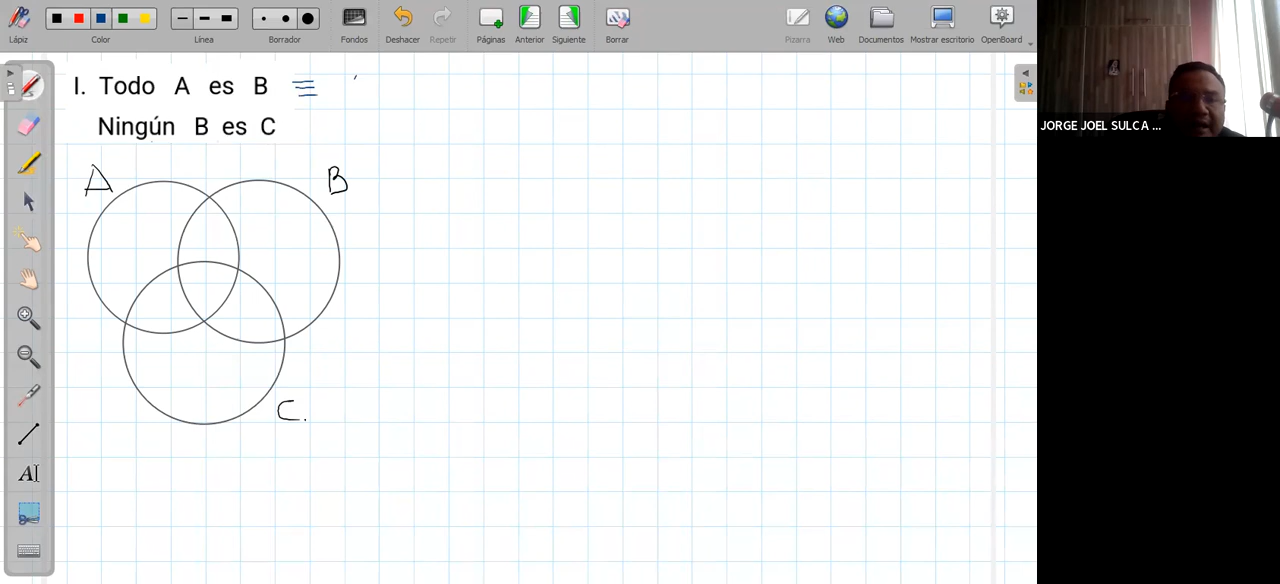 Lápiz
Color
Línea
Borrador
Fondos
Deshacer
Repetir
Páginas
Anterior
Siguiente
Borrar
Pizarra
Web
Documentos
Mostrar escritorio
OpenBoard
I. Todo A es B ≡
Ningún B es C
A
B
C.
JORGE JOEL SULCA ...